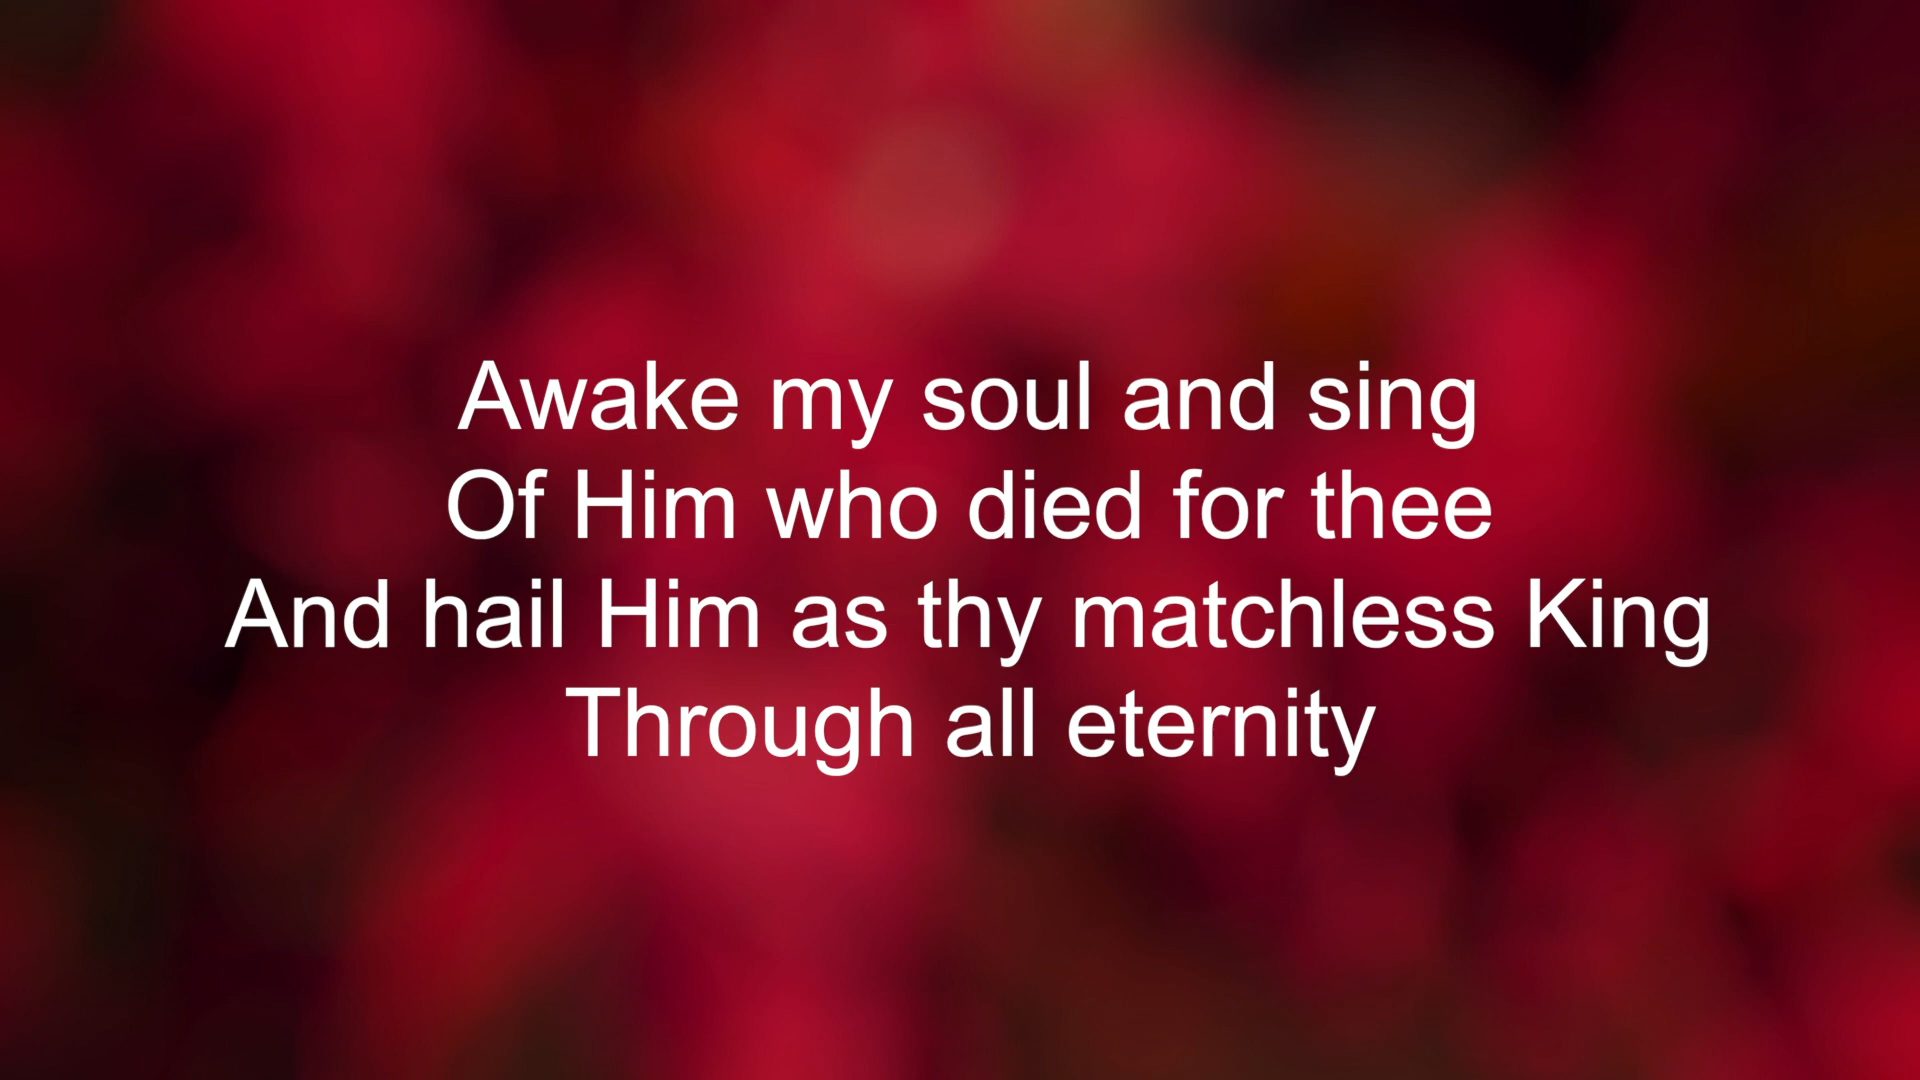 Awake my soul and sing
Of Him who died for thee
And hail Him as thy matchless King
Through all eternity